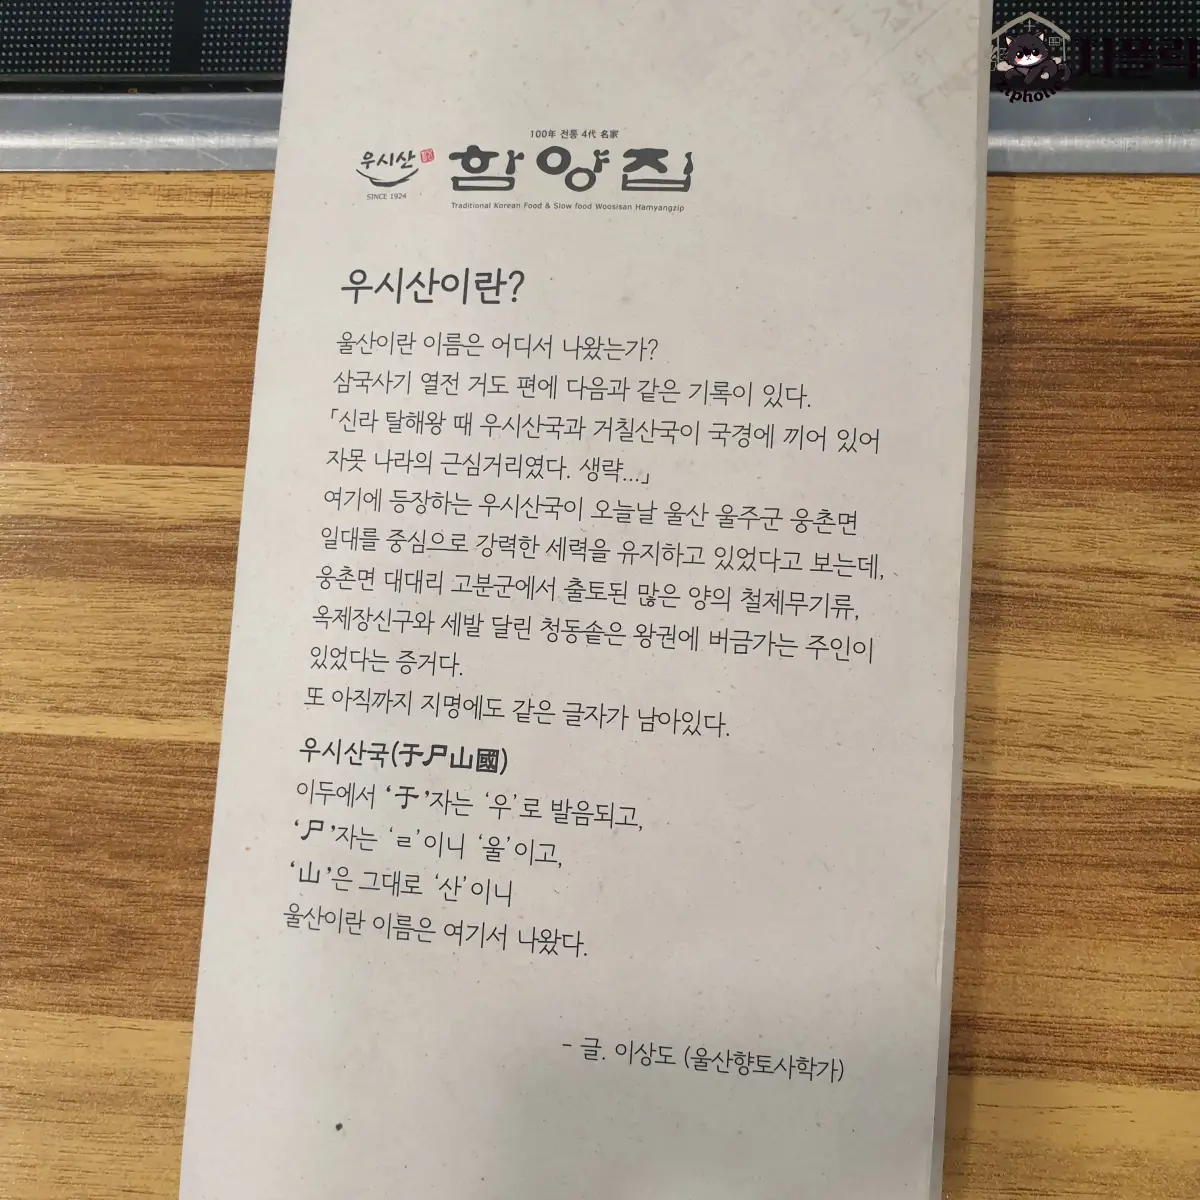 100年 전통 4代 名家
우시산
SINCE 1924
함양집
Traditional Korean Food & Slow food Woosisan Hamyangzip
우시산이란?
울산이란 이름은 어디서 나왔는가?
삼국사기 열전 거도 편에 다음과 같은 기록이 있다.
「신라 탈해왕 때 우시산국과 거칠산국이 국경에 끼어 있어
자못 나라의 근심거리였다. 생략...」
여기에 등장하는 우시산국이 오늘날 울산 울주군 웅촌면
일대를 중심으로 강력한 세력을 유지하고 있었다고 보는데,
웅촌면 대대리 고분군에서 출토된 많은 양의 철제무기류,
옥제장신구와 세발 달린 청동솥은 왕권에 버금가는 주인이
있었다는 증거다.
또 아직까지 지명에도 같은 글자가 남아있다.
우시산국(于尸山國)
이두에서 ‘于’자는 ‘우’로 발음되고,
‘尸’자는 ‘ㄹ’이니 ‘울’이고,
‘山’은 그대로 ‘산’이니
울산이란 이름은 여기서 나왔다.
- 글. 이상도 (울산향토사학가)
지폴릭
zipholic